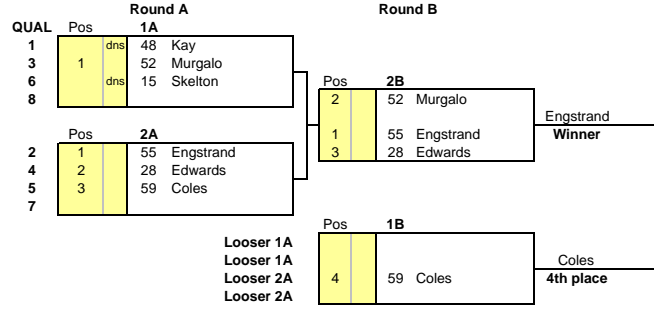 Round A Round B
QUAL Pos 1A
1 dns 48 Kay
3 1 52 Murgalo
6 dns 15 Skelton
8
Pos 2B
2 52 Murgalo
1 55 Engstrand
3 28 Edwards
Engstrand
Winner
Pos 2A
2 1 55 Engstrand
4 2 28 Edwards
5 3 59 Coles
7
Pos 1B
Looser 1A
Looser 1A
Looser 2A 4 59 Coles
Looser 2A
Coles
4th place